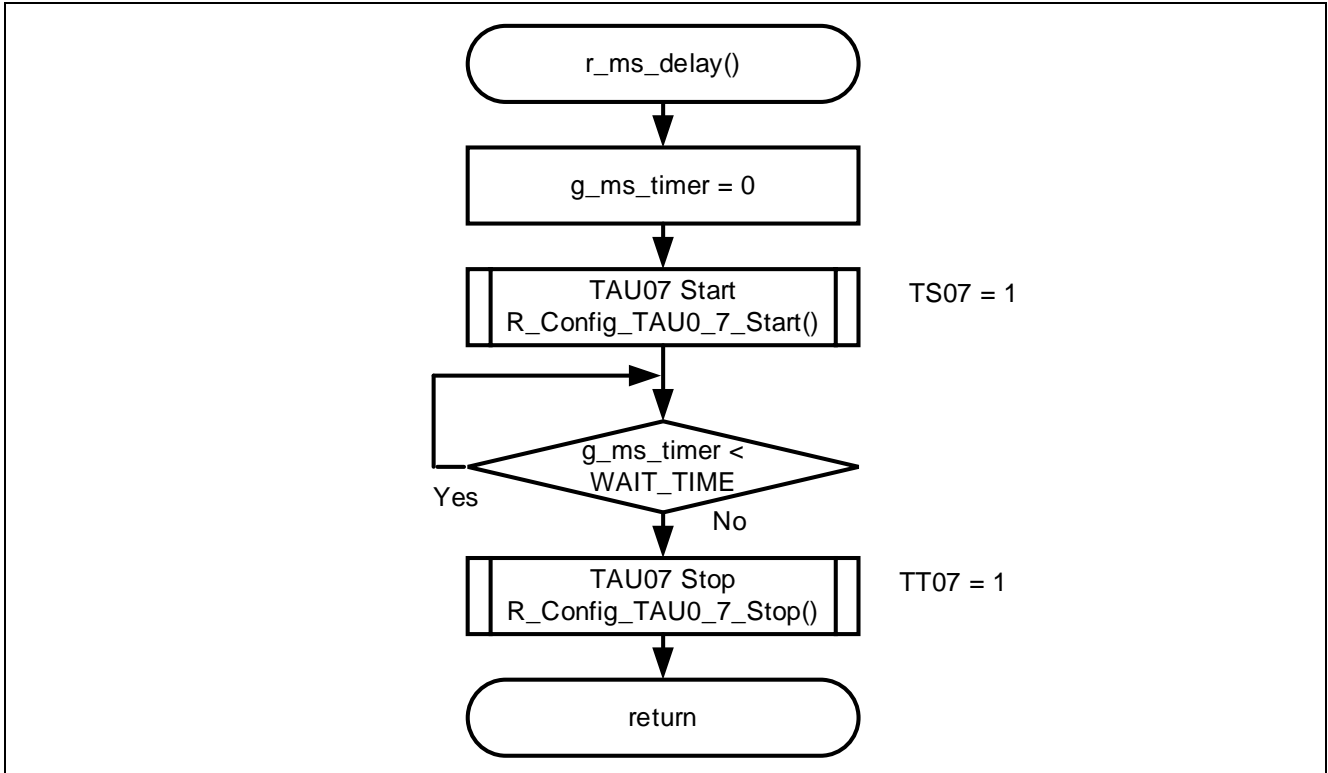 r_ms_delay()
g_ms_timer = 0
TAU07 Start
R_Config_TAU0_7_Start()
TS07 = 1
g_ms_timer <
WAIT_TIME
Yes
No
TAU07 Stop
R_Config_TAU0_7_Stop()
TT07 = 1
return